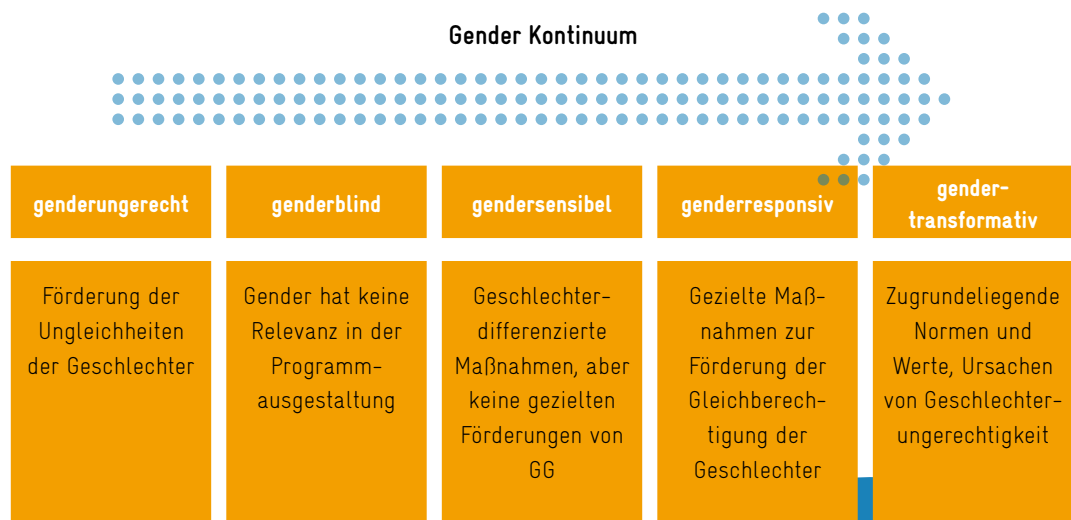 Gender Kontinuum
genderungerecht
genderblind
gendersensibel
genderresponsiv
gender-
transformativ
Förderung der
Ungleichheiten
der Geschlechter
Gender hat keine
Relevanz in der
Programm-
ausgestaltung
Geschlechter-
differenzierte
Maßnahmen, aber
keine gezielten
Förderungen von
GG
Gezielte Maß-
nahmen zur
Förderung der
Gleichberech-
tigung der
Geschlechter
Zugrundeliegende
Normen und
Werte, Ursachen
von Geschlechter-
ungerechtigkeit